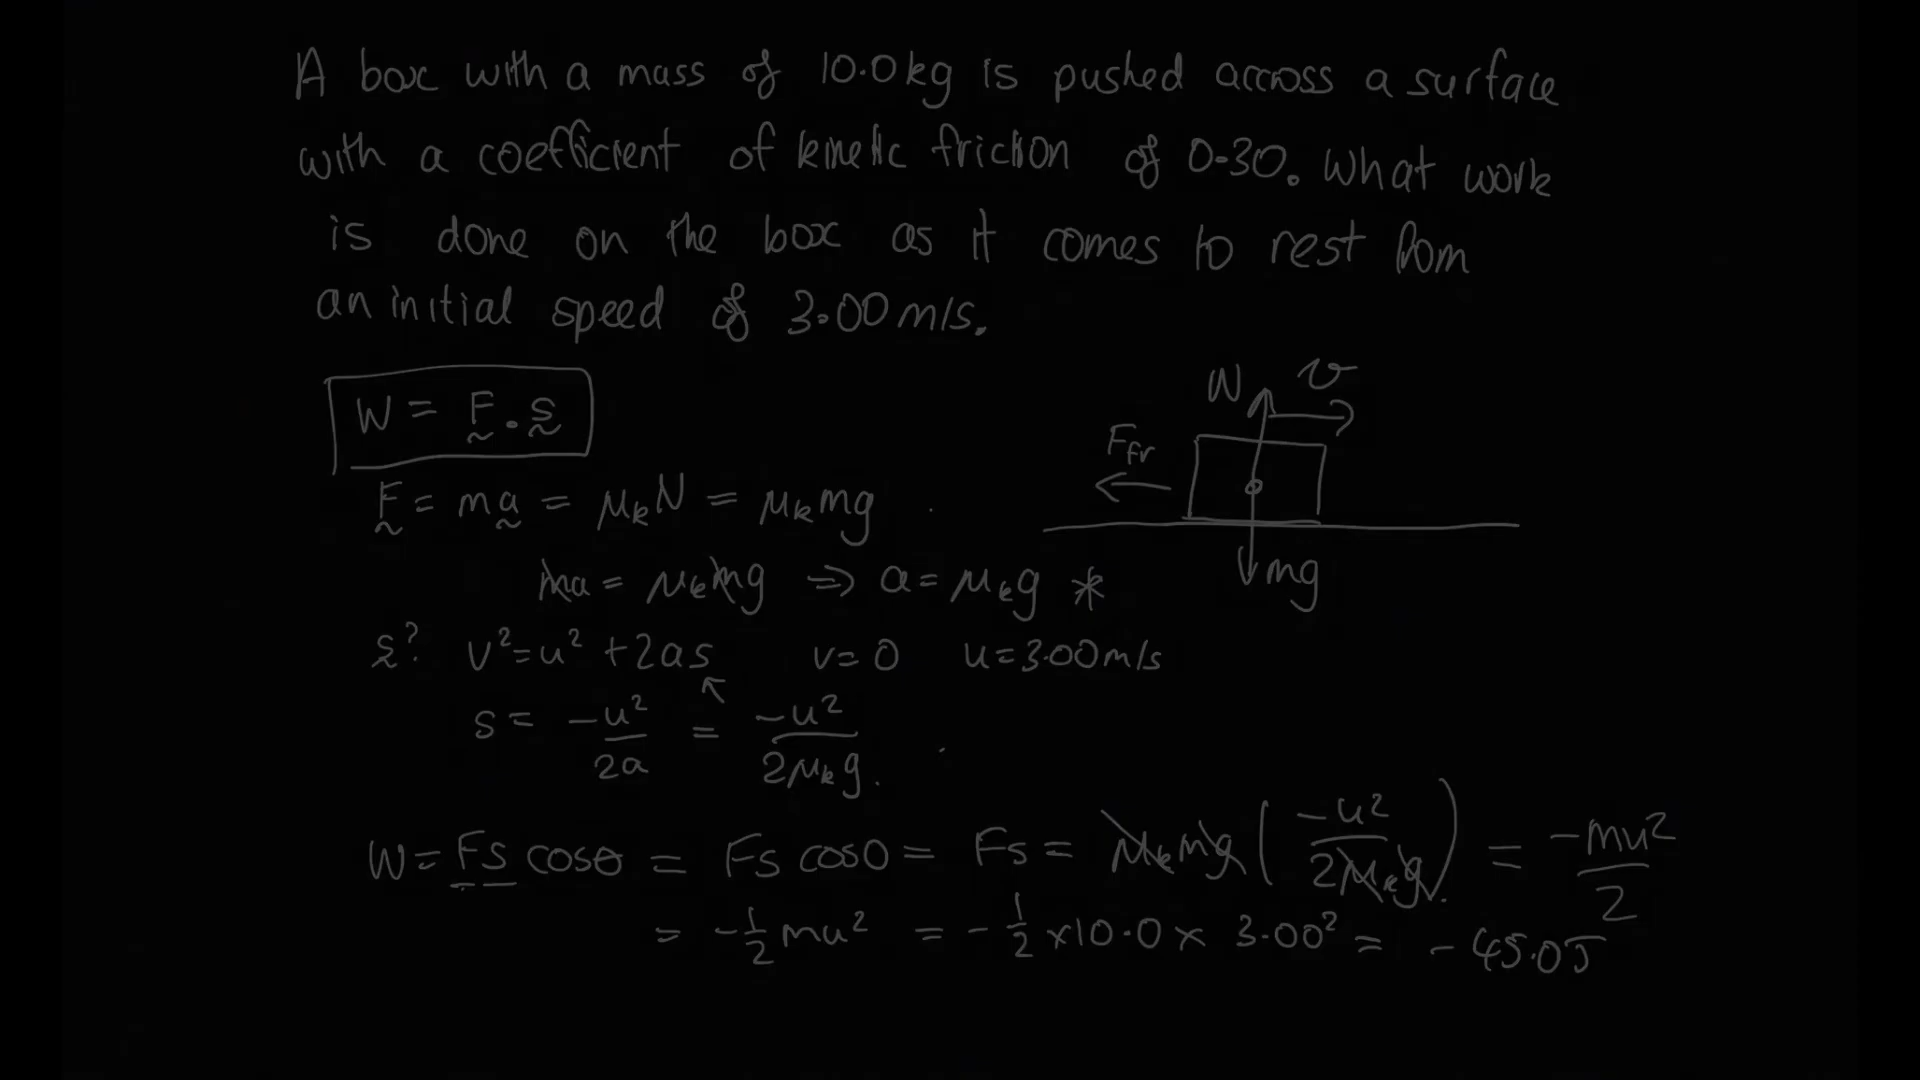 A box with a mass of 10.0kg is pushed accross a surface
with a coefficient of kinetic friction of 0.30. What work
is done on the box as it comes to rest from
an initial speed of 3.00 m/s.
W = F . s
F = ma = μkN = μkmg
ma = μkmg ⇒ a = μkg *
s? v² = u² + 2as v = 0 u = 3.00 m/s
s = -u²/2a = -u²/2μkg.
W = Fs cosθ = Fs cos0 = Fs = μkmg (-u²/2μkg) = -mu²/2
= -½mu² = -½ x 10.0 x 3.00² = -45.0J
N v
Ffr
mg